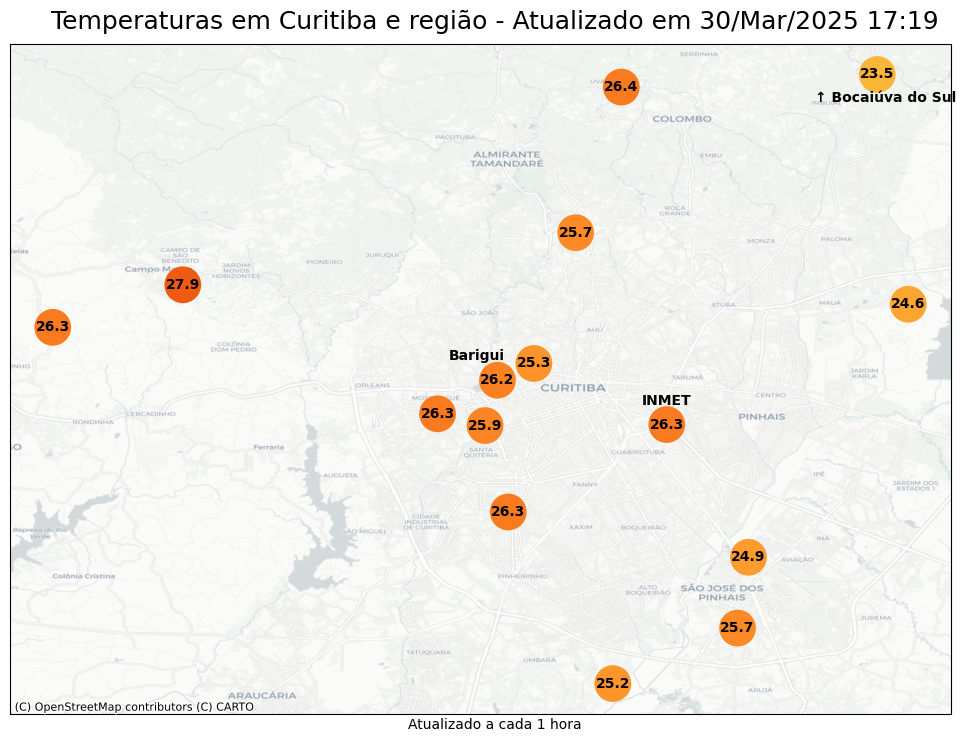 Temperaturas em Curitiba e região - Atualizado em 30/Mar/2025 17:19
SERRINHA
23.5
26.4
↑ Bocaiúva do Sul
COLOMBO
PACOTUBA
ALMIRANTE
TAMANDARÉ
EMBU
ROÇA
GRANDE
25.7
MONZA
PALOMA
CAMPO DE
SÃO
BENEDITO
JURUQUI
PIONEIRO
JARDIM
NOVOS
HORIZONTES
27.9
24.6
MAUÁ
ATUBA
SÃO JOÃO
26.3
AHÚ
COLÔNIA
DOM PEDRO
Barigui
25.3
26.2
CURITIBA
ORLEANS
TARUMÃ
JARDIM
KARLA
CENTRO
INMET
26.3
CERCADINHO
RONDINHA
26.3
25.9
PINHAIS
Ferraria
SANTA
QUITÉRIA
GUABIROTUBA
AUGUSTA
IPÊ
FANNY
JARDIM DOS
ESTADOS I
26.3
CIDADE
INDUSTRIAL
DE CURITIBA
SÃO MIGUEL
XAXIM
BOQUEIRÃO
Represa do Rio
Verde
INÁ
24.9
AVIAÇÃO
Colônia Cristina
PINHEIRINHO
ALTO
BOQUEIRÃO
SÃO JOSÉ DOS
PINHAIS
JUREMA
25.7
TATUQUARA
UMBARÁ
25.2
ARUJÁ
ARAUCÁRIA
(C) OpenStreetMap contributors (C) CARTO
Atualizado a cada 1 hora